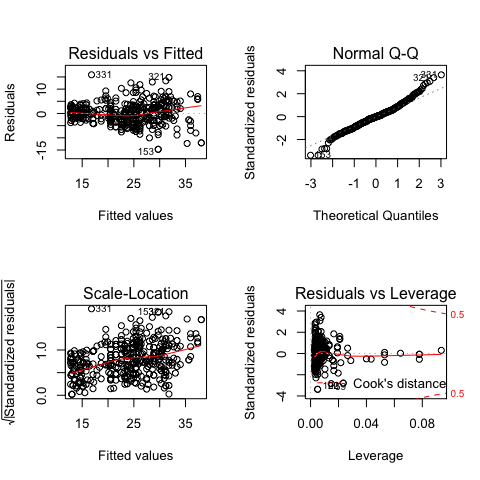 Residuals vs Fitted
Residuals
-15
0
10
331
321
153
15
25
35
Fitted values
Normal Q-Q
Standardized residuals
-2
0
2
4
-3
-2
-1
0
1
2
3
Theoretical Quantiles
Scale-Location
√|Standardized residuals|
0.0
1.0
331
15
25
35
Fitted values
Residuals vs Leverage
Standardized residuals
-4
-2
0
2
4
0.5
0.5
Cook's distance
0.00
0.04
0.08
Leverage